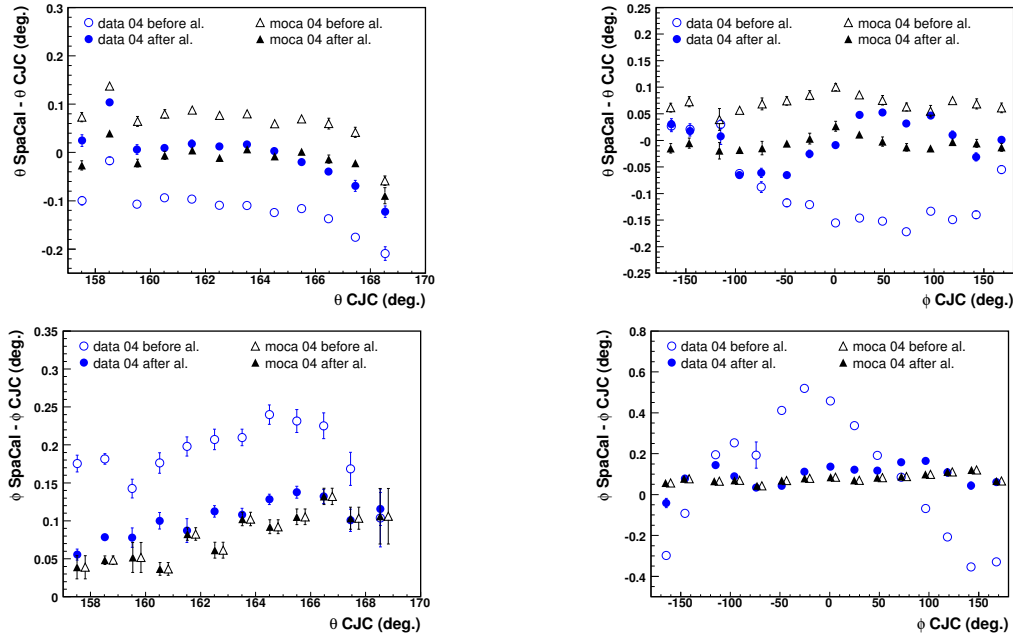 θ SpaCal - θ CJC (deg.)
0.3
0.2
0.1
0
-0.1
-0.2
data 04 before al.
moca 04 before al.
data 04 after al.
moca 04 after al.
158 160 162 164 166 168 170
θ CJC (deg.)
θ SpaCal - θ CJC (deg.)
0.25
0.2
0.15
0.1
0.05
-0
-0.05
-0.1
-0.15
-0.2
-0.25
data 04 before al.
moca 04 before al.
data 04 after al.
moca 04 after al.
-150 -100 -50 0 50 100 150
ϕ CJC (deg.)
ϕ SpaCal - ϕ CJC (deg.)
0.35
0.3
0.25
0.2
0.15
0.1
0.05
0
data 04 before al.
moca 04 before al.
data 04 after al.
moca 04 after al.
158 160 162 164 166 168 170
θ CJC (deg.)
ϕ SpaCal - ϕ CJC (deg.)
0.8
0.6
0.4
0.2
0
-0.2
-0.4
data 04 before al.
moca 04 before al.
data 04 after al.
moca 04 after al.
-150 -100 -50 0 50 100 150
ϕ CJC (deg.)